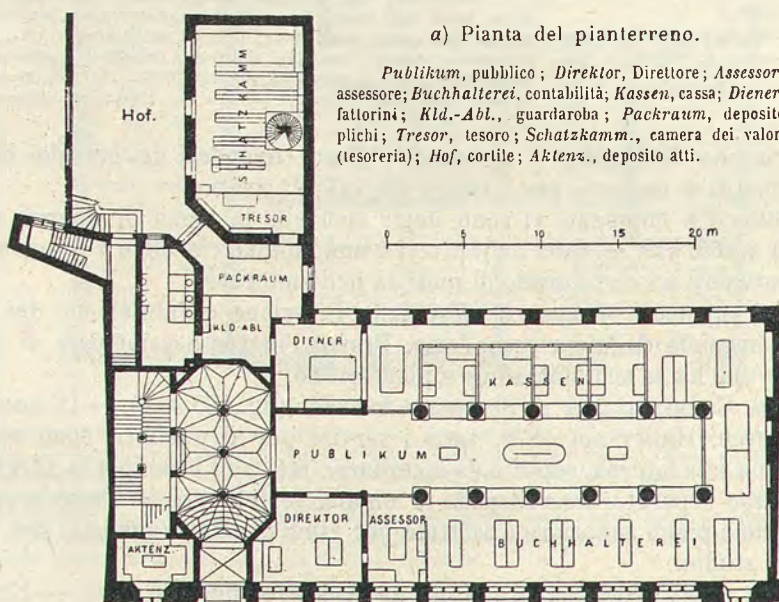 a) Pianta del pianterreno.
Publikum, pubblico; Direktor, Direttore; Assessor
assessore; Buchhalterei, contabilità; Kassen, cassa; Diener
fattorini; Kld.-Abl., guardaroba; Packraum, deposito
plichi; Tresor, tesoro; Schatzkamm., camera dei valor
(tesoreria); Hof, cortile; Aktenz., deposito atti.
Hof.
SCHATZKAMM
TRESOR
0 5 10 15 20 m
PACKRAUM
KLD-ABL
DIENER
KASSEN
PUBLIKUM
DIREKTOR
ASSESSOR
BUCHHALTEREI
AKTENZ.